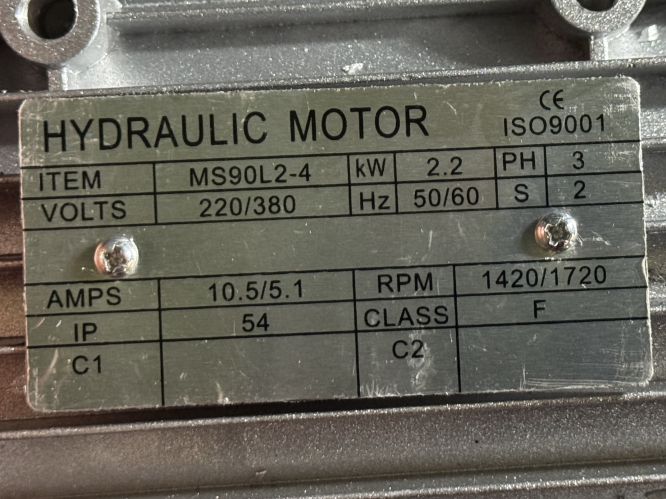 CE
HYDRAULIC MOTOR ISO9001
ITEM MS90L2-4 kW 2.2 PH 3
VOLTS 220/380 Hz 50/60 S 2
AMPS 10.5/5.1 RPM 1420/1720
IP 54 CLASS F
C1 C2